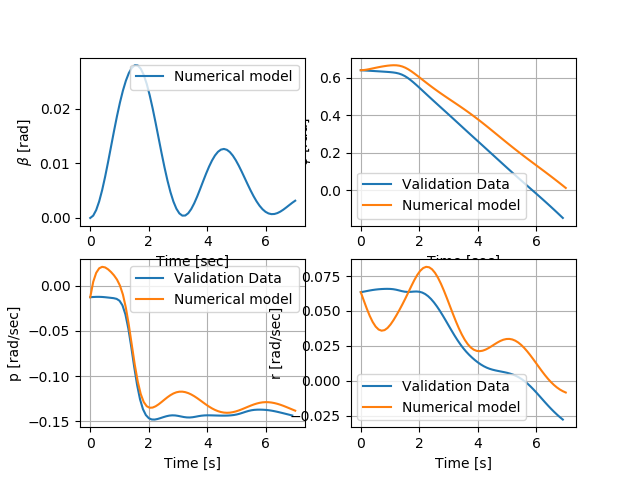 Numerical model
β [rad]
0.02
0.01
0.00
0 2 4 6
Time [sec]
0.6
0.4
0.2
0.0
Validation Data
Numerical model
0 2 4 6
p [rad/sec]
0.00
−0.05
−0.10
−0.15
Validation Data
Numerical model
0 2 4 6
Time [s]
r [rad/sec]
0.075
0.050
0.025
0.000
−0.025
Validation Data
Numerical model
0 2 4 6
Time [s]